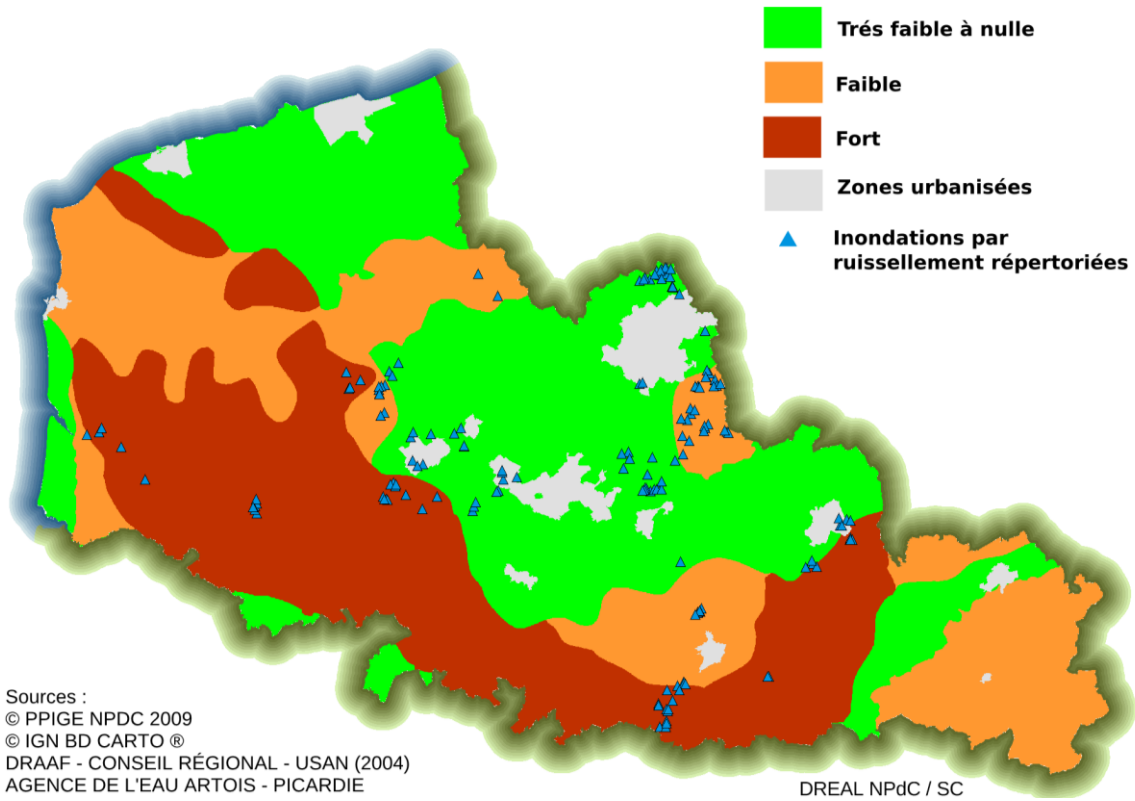 Trés faible à nulle
Faible
Fort
Zones urbanisées
Inondations par
ruissellement répertoriées
Sources :
© PPIGE NPDC 2009
© IGN BD CARTO ®
DRAAF - CONSEIL RÉGIONAL - USAN (2004)
AGENCE DE L'EAU ARTOIS - PICARDIE
DREAL NPdC / SC